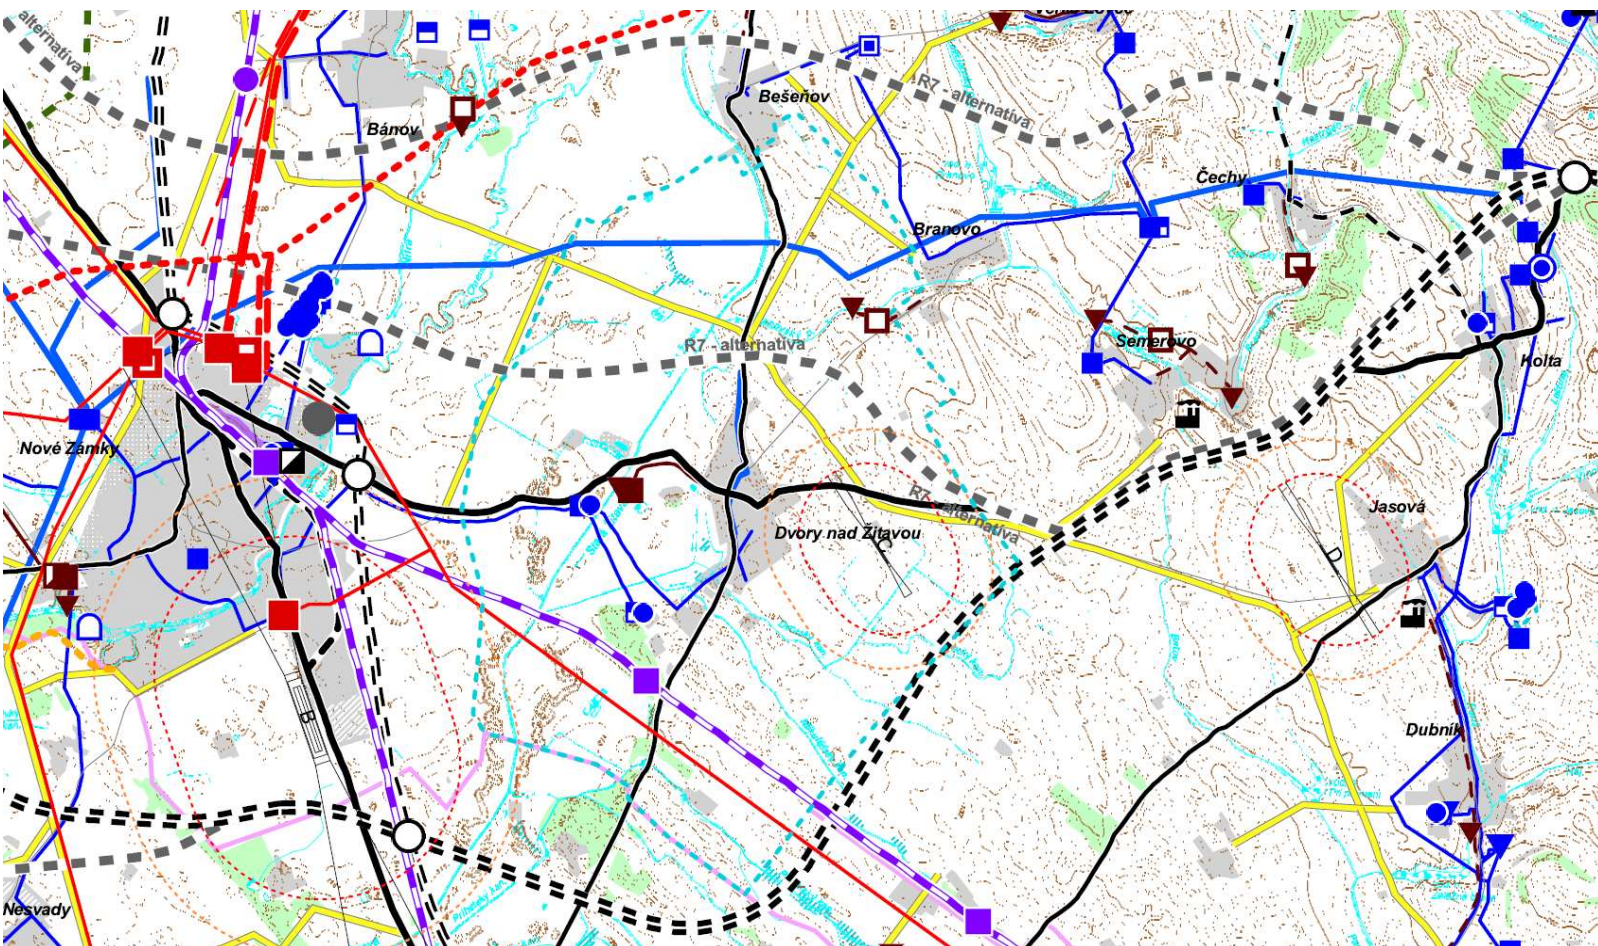 alternatíva
Bešeňov
R7 - alternatíva
Bánov
Čechy
Branovo
R7 - alternatíva
Semerovo
Kolta
Nové Zámky
R7 - alternatíva
Jasová
Dvory nad Žitavou
C
D
B
Dubník
Nesvady